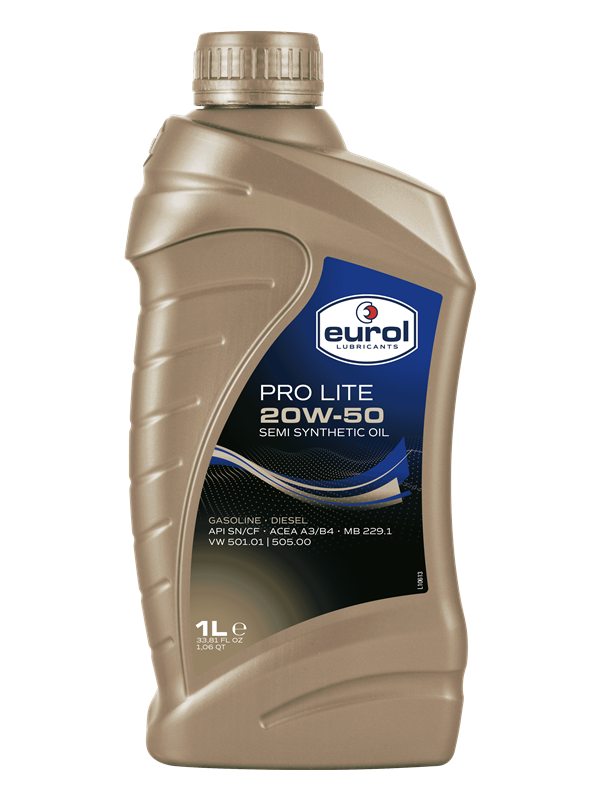 eurol
LUBRICANTS
PRO LITE
20W-50
SEMI SYNTHETIC OIL
GASOLINE · DIESEL
API SN/CF · ACEA A3/B4 · MB 229.1
VW 501.01 | 505.00
1L e
33,81 FL OZ
1,06 QT
L10613